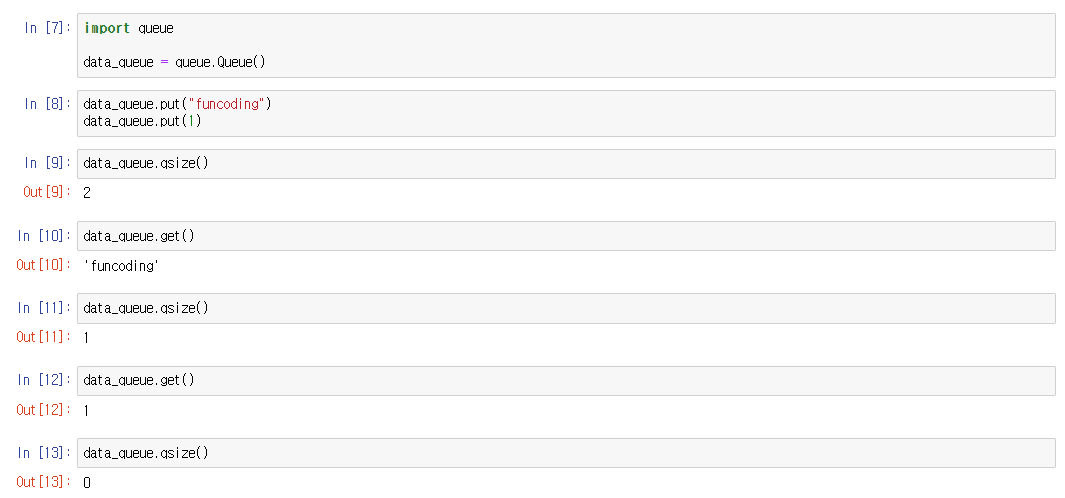 In [7]: import queue
data_queue = queue.Queue()
In [8]: data_queue.put("funcoding")
data_queue.put(1)
In [9]: data_queue.qsize()
Out[9]: 2
In [10]: data_queue.get()
Out[10]: 'funcoding'
In [11]: data_queue.qsize()
Out[11]: 1
In [12]: data_queue.get()
Out[12]: 1
In [13]: data_queue.qsize()
Out[13]: 0